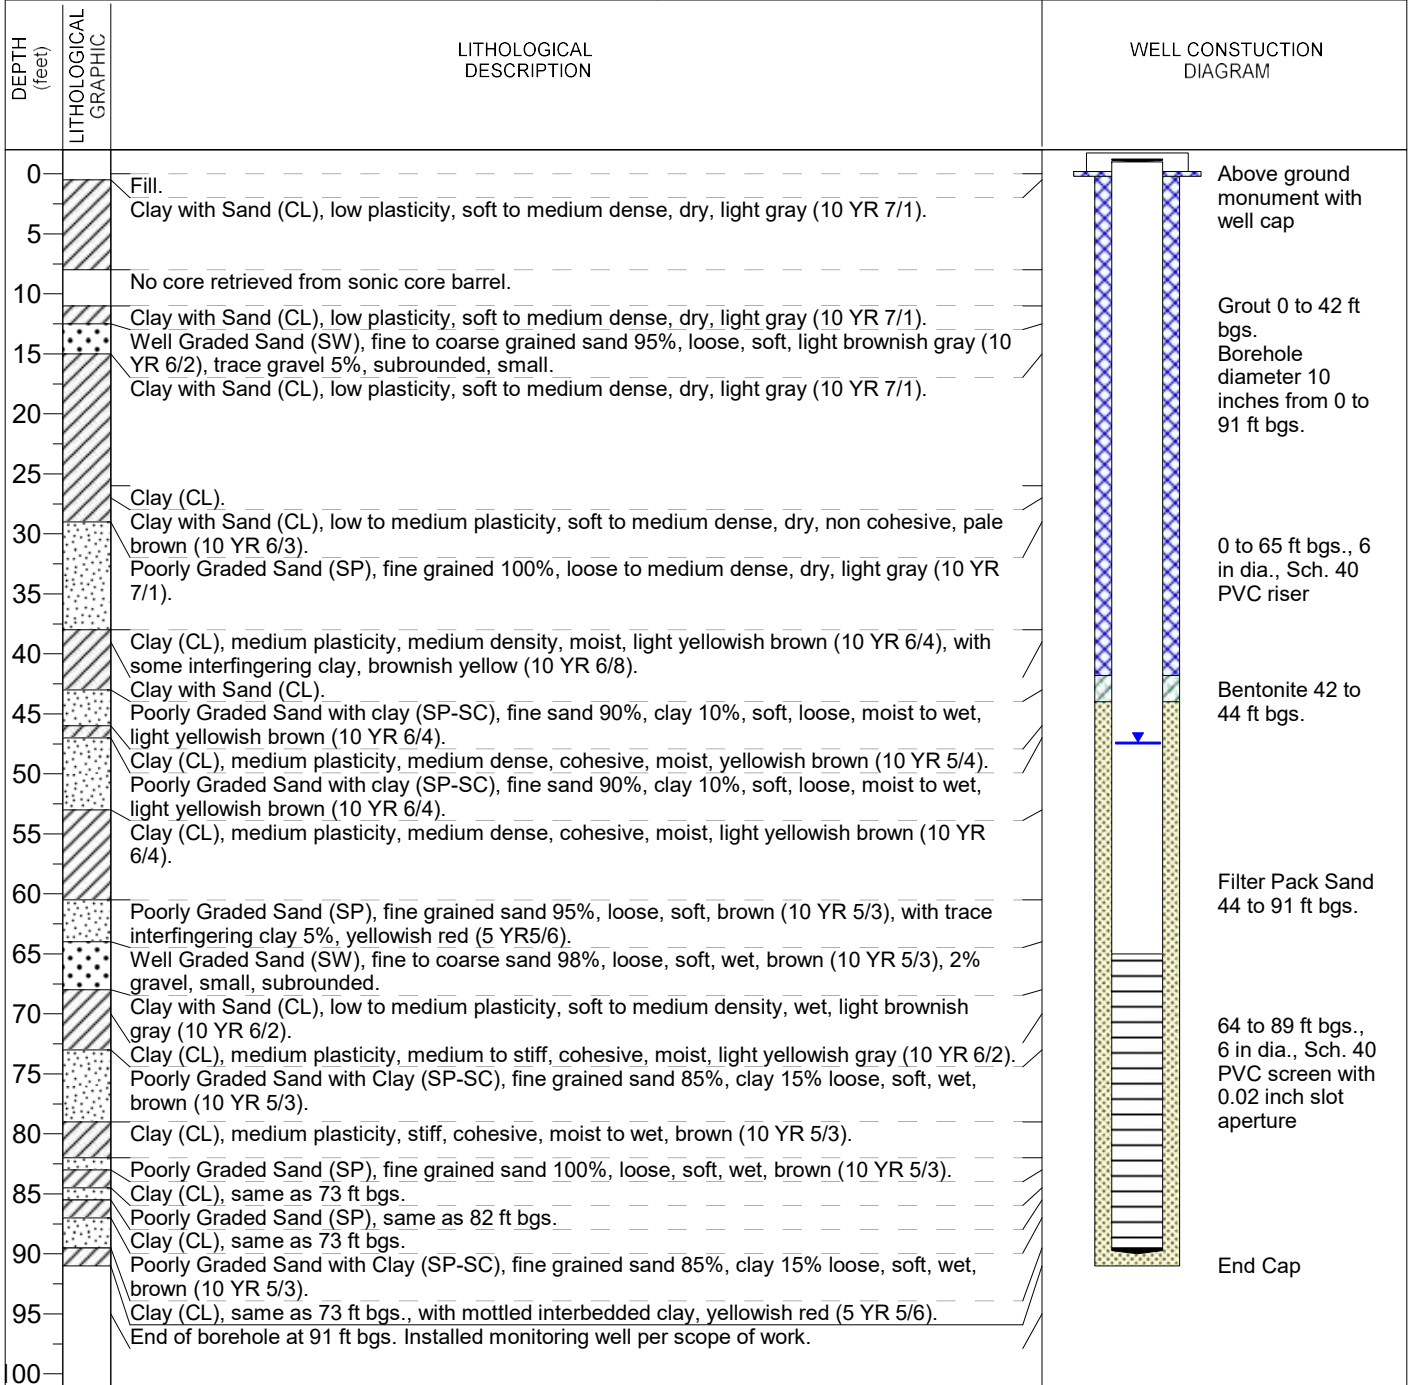 DEPTH
(feet)
LITHOLOGICAL
GRAPHIC
LITHOLOGICAL
DESCRIPTION
WELL CONSTUCTION
DIAGRAM
0
5
10
15
20
25
30
35
40
45
50
55
60
65
70
75
80
85
90
95
100
Fill.
Clay with Sand (CL), low plasticity, soft to medium dense, dry, light gray (10 YR 7/1).
No core retrieved from sonic core barrel.
Clay with Sand (CL), low plasticity, soft to medium dense, dry, light gray (10 YR 7/1).
Well Graded Sand (SW), fine to coarse grained sand 95%, loose, soft, light brownish gray (10
YR 6/2), trace gravel 5%, subrounded, small.
Clay with Sand (CL), low plasticity, soft to medium dense, dry, light gray (10 YR 7/1).
Clay (CL).
Clay with Sand (CL), low to medium plasticity, soft to medium dense, dry, non cohesive, pale
brown (10 YR 6/3).
Poorly Graded Sand (SP), fine grained 100%, loose to medium dense, dry, light gray (10 YR
7/1).
Clay (CL), medium plasticity, medium density, moist, light yellowish brown (10 YR 6/4), with
some interfingering clay, brownish yellow (10 YR 6/8).
Clay with Sand (CL).
Poorly Graded Sand with clay (SP-SC), fine sand 90%, clay 10%, soft, loose, moist to wet,
light yellowish brown (10 YR 6/4).
Clay (CL), medium plasticity, medium dense, cohesive, moist, yellowish brown (10 YR 5/4).
Poorly Graded Sand with clay (SP-SC), fine sand 90%, clay 10%, soft, loose, moist to wet,
light yellowish brown (10 YR 6/4).
Clay (CL), medium plasticity, medium dense, cohesive, moist, light yellowish brown (10 YR
6/4).
Poorly Graded Sand (SP), fine grained sand 95%, loose, soft, brown (10 YR 5/3), with trace
interfingering clay 5%, yellowish red (5 YR5/6).
Well Graded Sand (SW), fine to coarse sand 98%, loose, soft, wet, brown (10 YR 5/3), 2%
gravel, small, subrounded.
Clay with Sand (CL), low to medium plasticity, soft to medium density, wet, light brownish
gray (10 YR 6/2).
Clay (CL), medium plasticity, medium to stiff, cohesive, moist, light yellowish gray (10 YR 6/2).
Poorly Graded Sand with Clay (SP-SC), fine grained sand 85%, clay 15% loose, soft, wet,
brown (10 YR 5/3).
Clay (CL), medium plasticity, stiff, cohesive, moist to wet, brown (10 YR 5/3).
Poorly Graded Sand (SP), fine grained sand 100%, loose, soft, wet, brown (10 YR 5/3).
Clay (CL), same as 73 ft bgs.
Poorly Graded Sand (SP), same as 82 ft bgs.
Clay (CL), same as 73 ft bgs.
Poorly Graded Sand with Clay (SP-SC), fine grained sand 85%, clay 15% loose, soft, wet,
brown (10 YR 5/3).
Clay (CL), same as 73 ft bgs., with mottled interbedded clay, yellowish red (5 YR 5/6).
End of borehole at 91 ft bgs. Installed monitoring well per scope of work.
Above ground
monument with
well cap
Grout 0 to 42 ft
bgs.
Borehole
diameter 10
inches from 0 to
91 ft bgs.
0 to 65 ft bgs., 6
in dia., Sch. 40
PVC riser
Bentonite 42 to
44 ft bgs.
Filter Pack Sand
44 to 91 ft bgs.
64 to 89 ft bgs.,
6 in dia., Sch. 40
PVC screen with
0.02 inch slot
aperture
End Cap